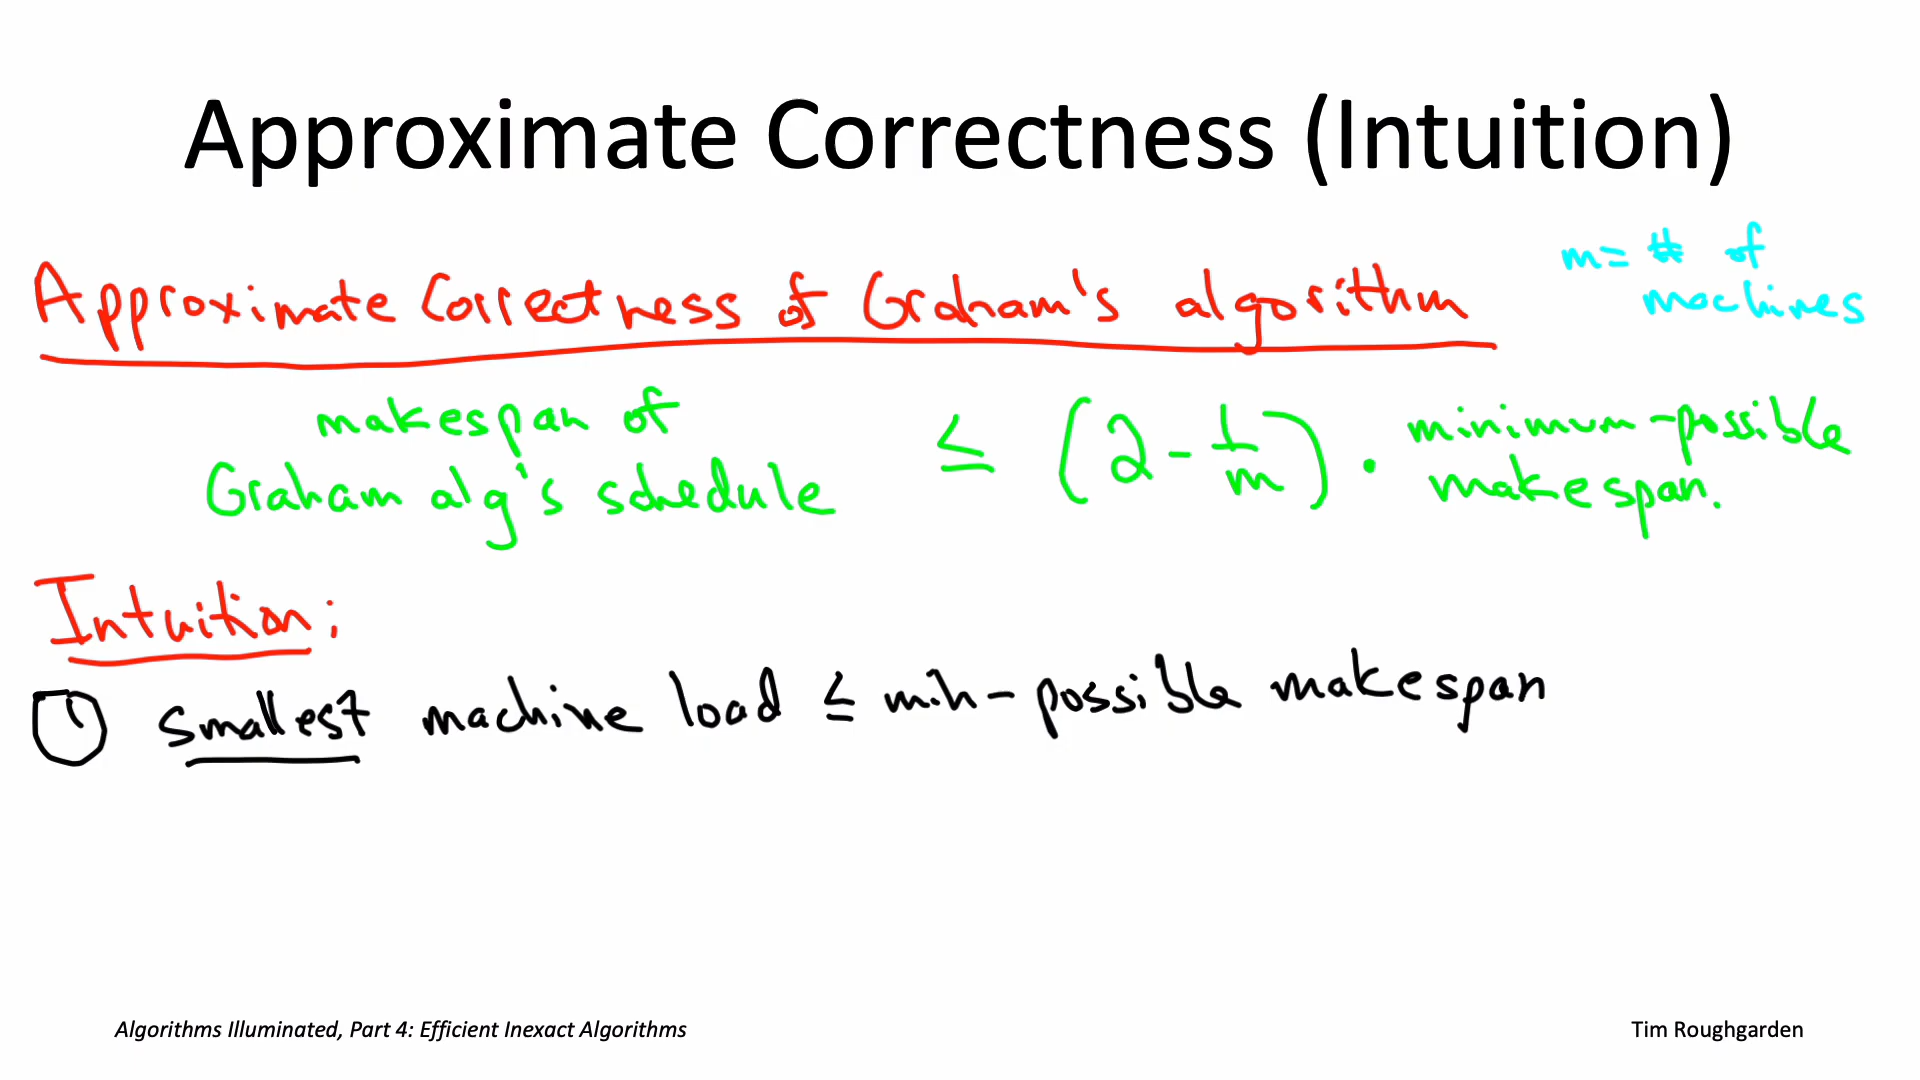 Approximate Correctness (Intuition)
m = # of
machines
Approximate Correctness of Graham's algorithm
makespan of
Graham alg's schedule
≤ (2 - 1/m) · minimum-possible
makespan.
Intuition:
① smallest machine load ≤ min-possible makespan
Algorithms Illuminated, Part 4: Efficient Inexact Algorithms
Tim Roughgarden